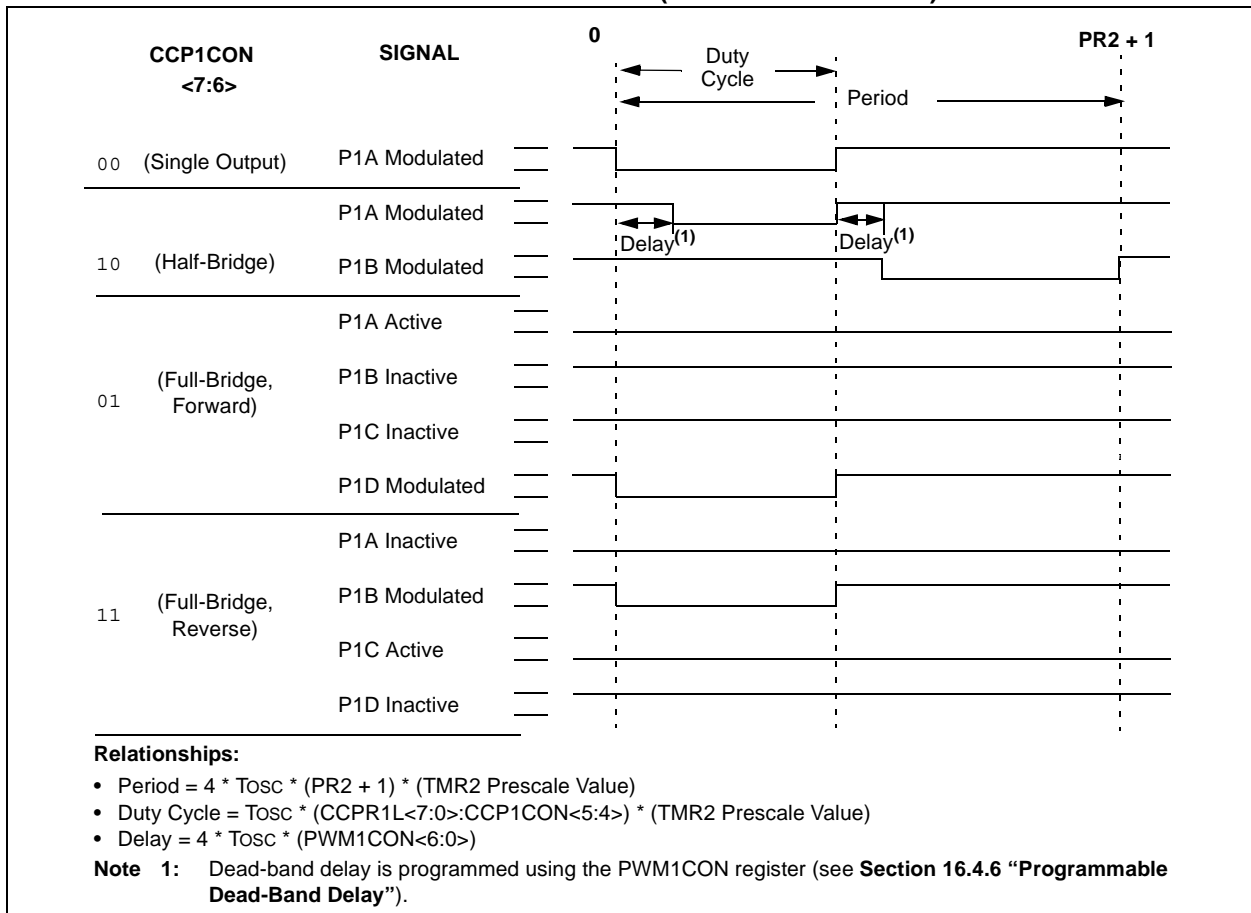 0
PR2 + 1
CCP1CON
<7:6>
SIGNAL
Duty
Cycle
Period
00 (Single Output) P1A Modulated
P1A Modulated
Delay(1) Delay(1)
10 (Half-Bridge) P1B Modulated
P1A Active
(Full-Bridge,
Forward)
01
P1B Inactive
P1C Inactive
P1D Modulated
P1A Inactive
11
(Full-Bridge,
Reverse)
P1B Modulated
P1C Active
P1D Inactive
Relationships:
• Period = 4 * TOSC * (PR2 + 1) * (TMR2 Prescale Value)
• Duty Cycle = TOSC * (CCPR1L<7:0>:CCP1CON<5:4>) * (TMR2 Prescale Value)
• Delay = 4 * TOSC * (PWM1CON<6:0>)
Note 1: Dead-band delay is programmed using the PWM1CON register (see Section 16.4.6 “Programmable
Dead-Band Delay”).